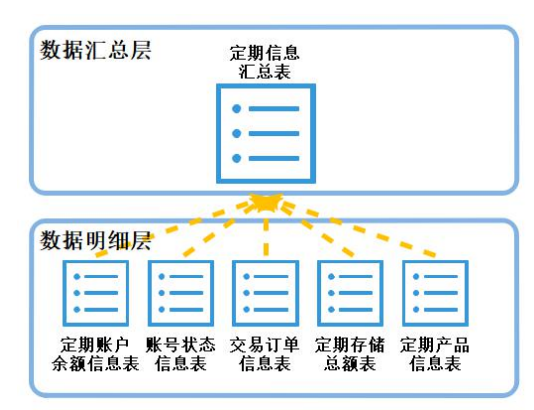 数据汇总层
定期信息
汇总表
数据明细层
定期账户
余额信息表
账号状态
信息表
交易订单
信息表
定期存储
总额表
定期产品
信息表